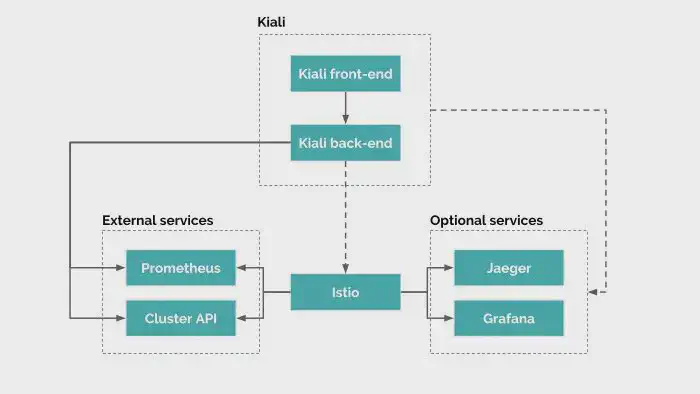 Kiali
Kiali front-end
Kiali back-end
External services
Optional services
Prometheus
Jaeger
Istio
Cluster API
Grafana